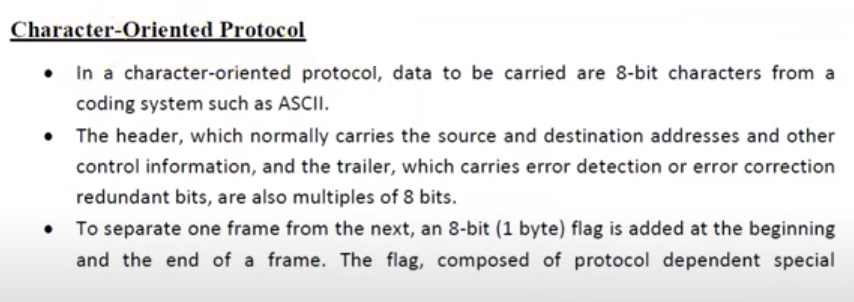 Character-Oriented Protocol
• In a character-oriented protocol, data to be carried are 8-bit characters from a
coding system such as ASCII.
• The header, which normally carries the source and destination addresses and other
control information, and the trailer, which carries error detection or error correction
redundant bits, are also multiples of 8 bits.
• To separate one frame from the next, an 8-bit (1 byte) flag is added at the beginning
and the end of a frame. The flag, composed of protocol dependent special